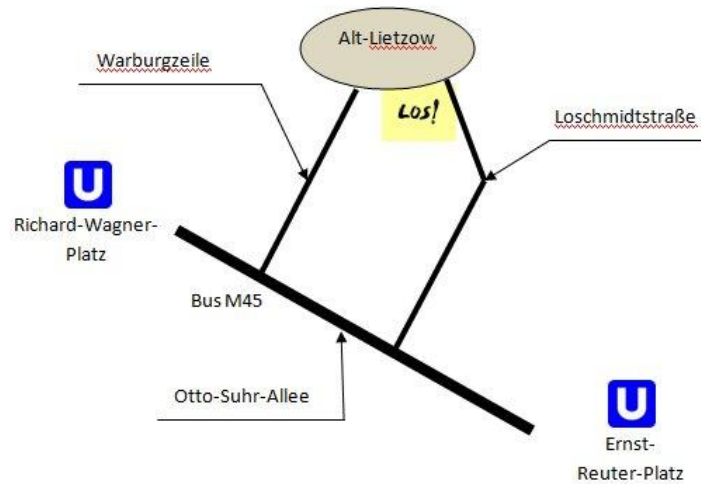 Alt-Lietzow
Warburgzeile
Los!
Loschmidtstraße
U
Richard-Wagner-
Platz
Bus M45
Otto-Suhr-Allee
U
Ernst-
Reuter-Platz